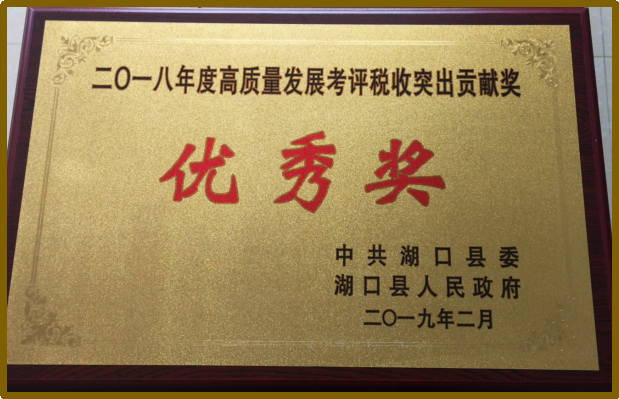 二〇一八年度高质量发展考评税收突出贡献奖
优秀奖
中共湖口县委
湖口县人民政府
二〇一九年二月